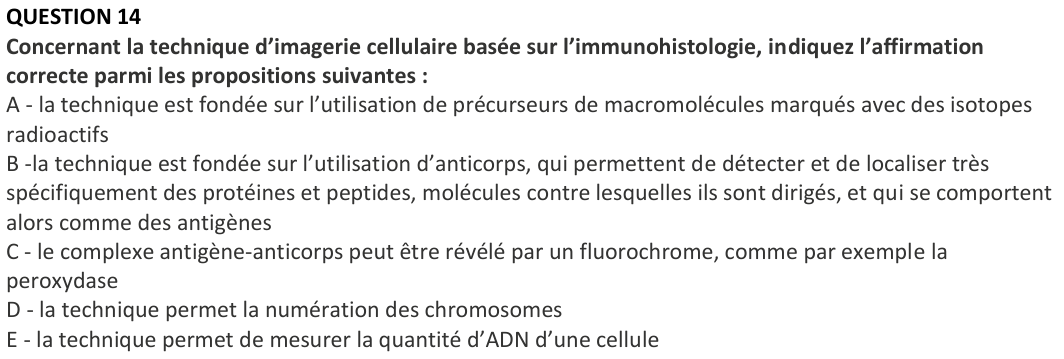 QUESTION 14
Concernant la technique d’imagerie cellulaire basée sur l’immunohistologie, indiquez l’affirmation
correcte parmi les propositions suivantes :
A - la technique est fondée sur l’utilisation de précurseurs de macromolécules marqués avec des isotopes
radioactifs
B -la technique est fondée sur l’utilisation d’anticorps, qui permettent de détecter et de localiser très
spécifiquement des protéines et peptides, molécules contre lesquelles ils sont dirigés, et qui se comportent
alors comme des antigènes
C - le complexe antigène-anticorps peut être révélé par un fluorochrome, comme par exemple la
peroxydase
D - la technique permet la numération des chromosomes
E - la technique permet de mesurer la quantité d’ADN d’une cellule